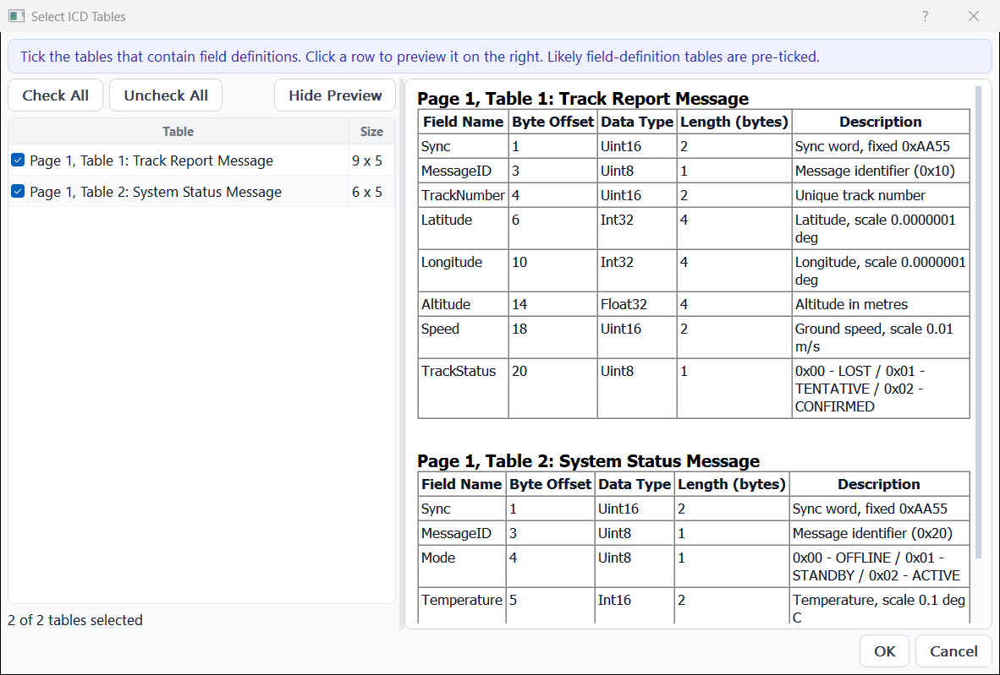 Select ICD Tables
?
Tick the tables that contain field definitions. Click a row to preview it on the right. Likely field-definition tables are pre-ticked.
Check All
Uncheck All
Hide Preview
Table Size
Page 1, Table 1: Track Report Message 9 x 5
Page 1, Table 2: System Status Message 6 x 5
2 of 2 tables selected
Page 1, Table 1: Track Report Message
Field Name Byte Offset Data Type Length (bytes) Description
Sync 1 Uint16 2 Sync word, fixed 0xAA55
MessageID 3 Uint8 1 Message identifier (0x10)
TrackNumber 4 Uint16 2 Unique track number
Latitude 6 Int32 4 Latitude, scale 0.0000001
deg
Longitude 10 Int32 4 Longitude, scale 0.0000001
deg
Altitude 14 Float32 4 Altitude in metres
Speed 18 Uint16 2 Ground speed, scale 0.01
m/s
TrackStatus 20 Uint8 1 0x00 - LOST / 0x01 -
TENTATIVE / 0x02 -
CONFIRMED
Page 1, Table 2: System Status Message
Field Name Byte Offset Data Type Length (bytes) Description
Sync 1 Uint16 2 Sync word, fixed 0xAA55
MessageID 3 Uint8 1 Message identifier (0x20)
Mode 4 Uint8 1 0x00 - OFFLINE / 0x01 -
STANDBY / 0x02 - ACTIVE
Temperature 5 Int16 2 Temperature, scale 0.1 deg
C
OK
Cancel